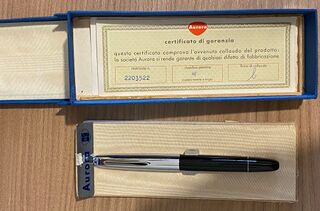 Aurora
certificato di garanzia
questo certificato comprova l'avvenuto collaudo del prodotto:
la società Aurora si rende garante di qualsiasi difetto di fabbricazione
2203522
Aurora